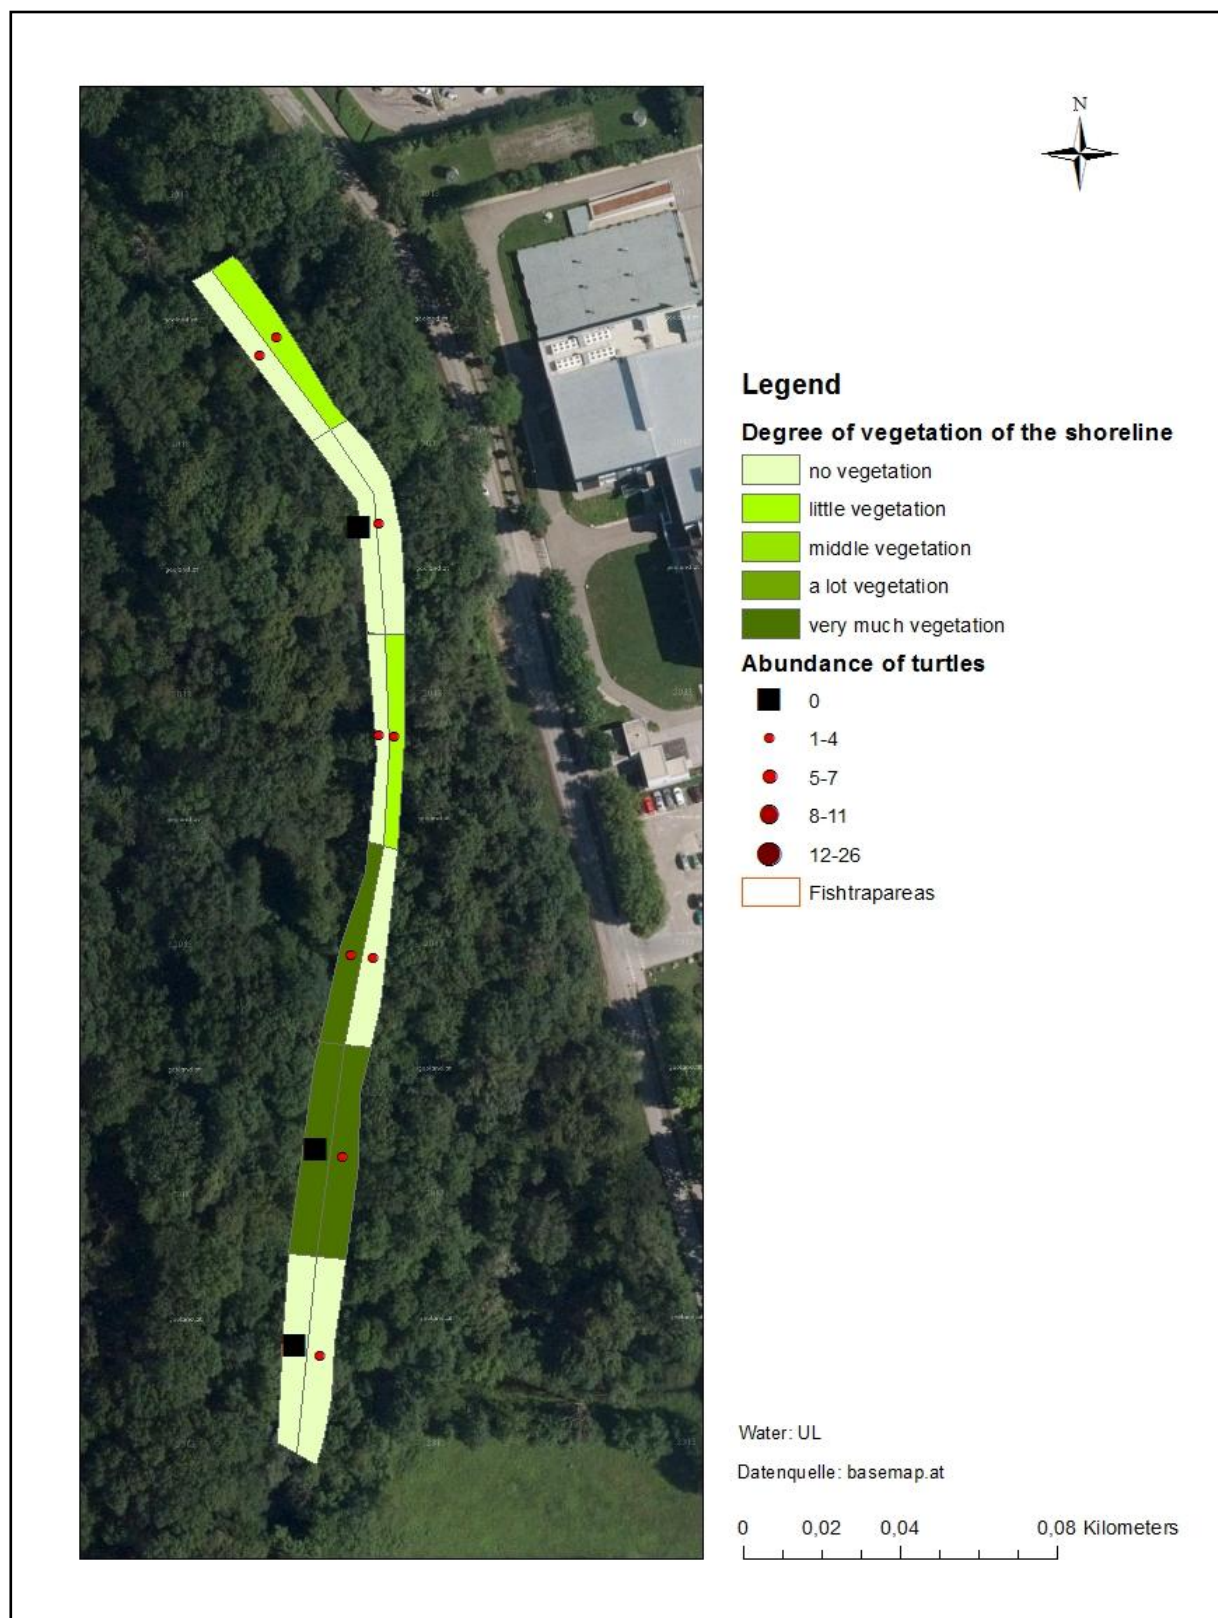 N
Legend
Degree of vegetation of the shoreline
no vegetation
little vegetation
middle vegetation
a lot vegetation
very much vegetation
Abundance of turtles
0
1-4
5-7
8-11
12-26
Fishtrapareas
Water: UL
Datenquelle: basemap.at
0 0,02 0,04 0,08 Kilometers